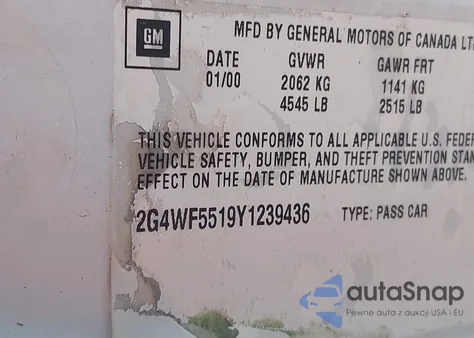 GM
MFD BY GENERAL MOTORS OF CANADA LT
DATE GVWR GAWR FRT
01/00 2062 KG 1141 KG
4545 LB 2515 LB
THIS VEHICLE CONFORMS TO ALL APPLICABLE U.S. FEDER
VEHICLE SAFETY, BUMPER, AND THEFT PREVENTION STAN
EFFECT ON THE DATE OF MANUFACTURE SHOWN ABOVE.
2G4WF5519Y1239436 TYPE: PASS CAR
autaSnap
Pewne auta z aukcji USA - EU